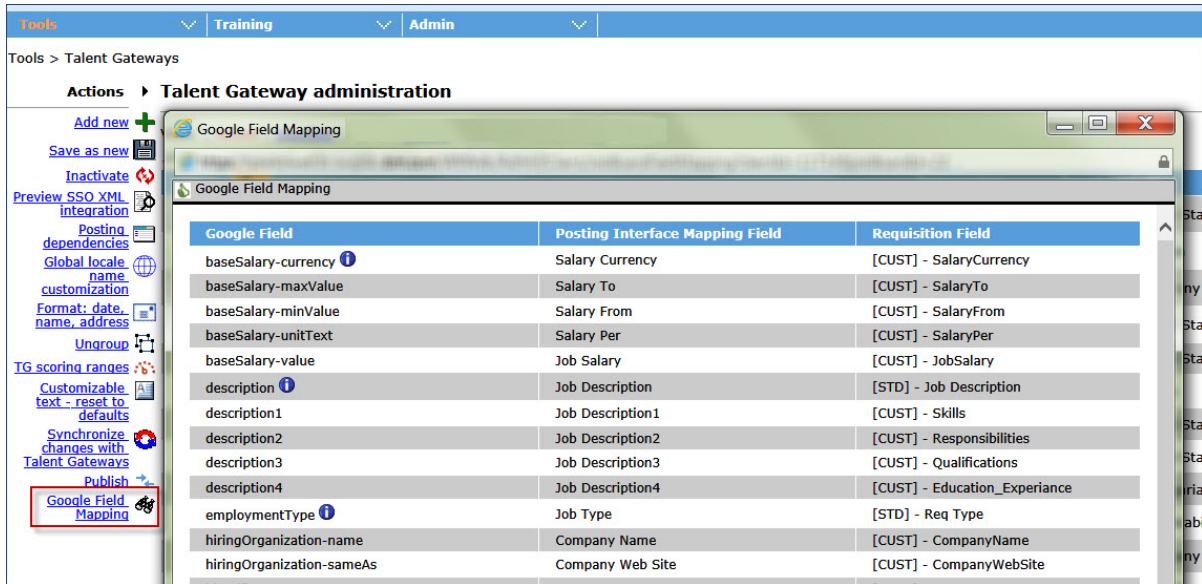 Tools Training Admin
Tools > Talent Gateways
Actions Talent Gateway administration
Add new
Save as new
Inactivate
Preview SSO XML
integration
Posting
dependencies
Global locale
name
customization
Format: date,
name, address
Ungroup
TG scoring ranges
Customizable
text - reset to
defaults
Synchronize
changes with
Talent Gateways
Publish
Google Field
Mapping
Google Field Mapping
Google Field Mapping
Google Field Posting Interface Mapping Field Requisition Field
baseSalary-currency Salary Currency [CUST] - SalaryCurrency
baseSalary-maxValue Salary To [CUST] - SalaryTo
baseSalary-minValue Salary From [CUST] - SalaryFrom
baseSalary-unitText Salary Per [CUST] - SalaryPer
baseSalary-value Job Salary [CUST] - JobSalary
description Job Description [STD] - Job Description
description1 Job Description1 [CUST] - Skills
description2 Job Description2 [CUST] - Responsibilities
description3 Job Description3 [CUST] - Qualifications
description4 Job Description4 [CUST] - Education_Experiance
employmentType Job Type [STD] - Req Type
hiringOrganization-name Company Name [CUST] - CompanyName
hiringOrganization-sameAs Company Web Site [CUST] - CompanyWebSite